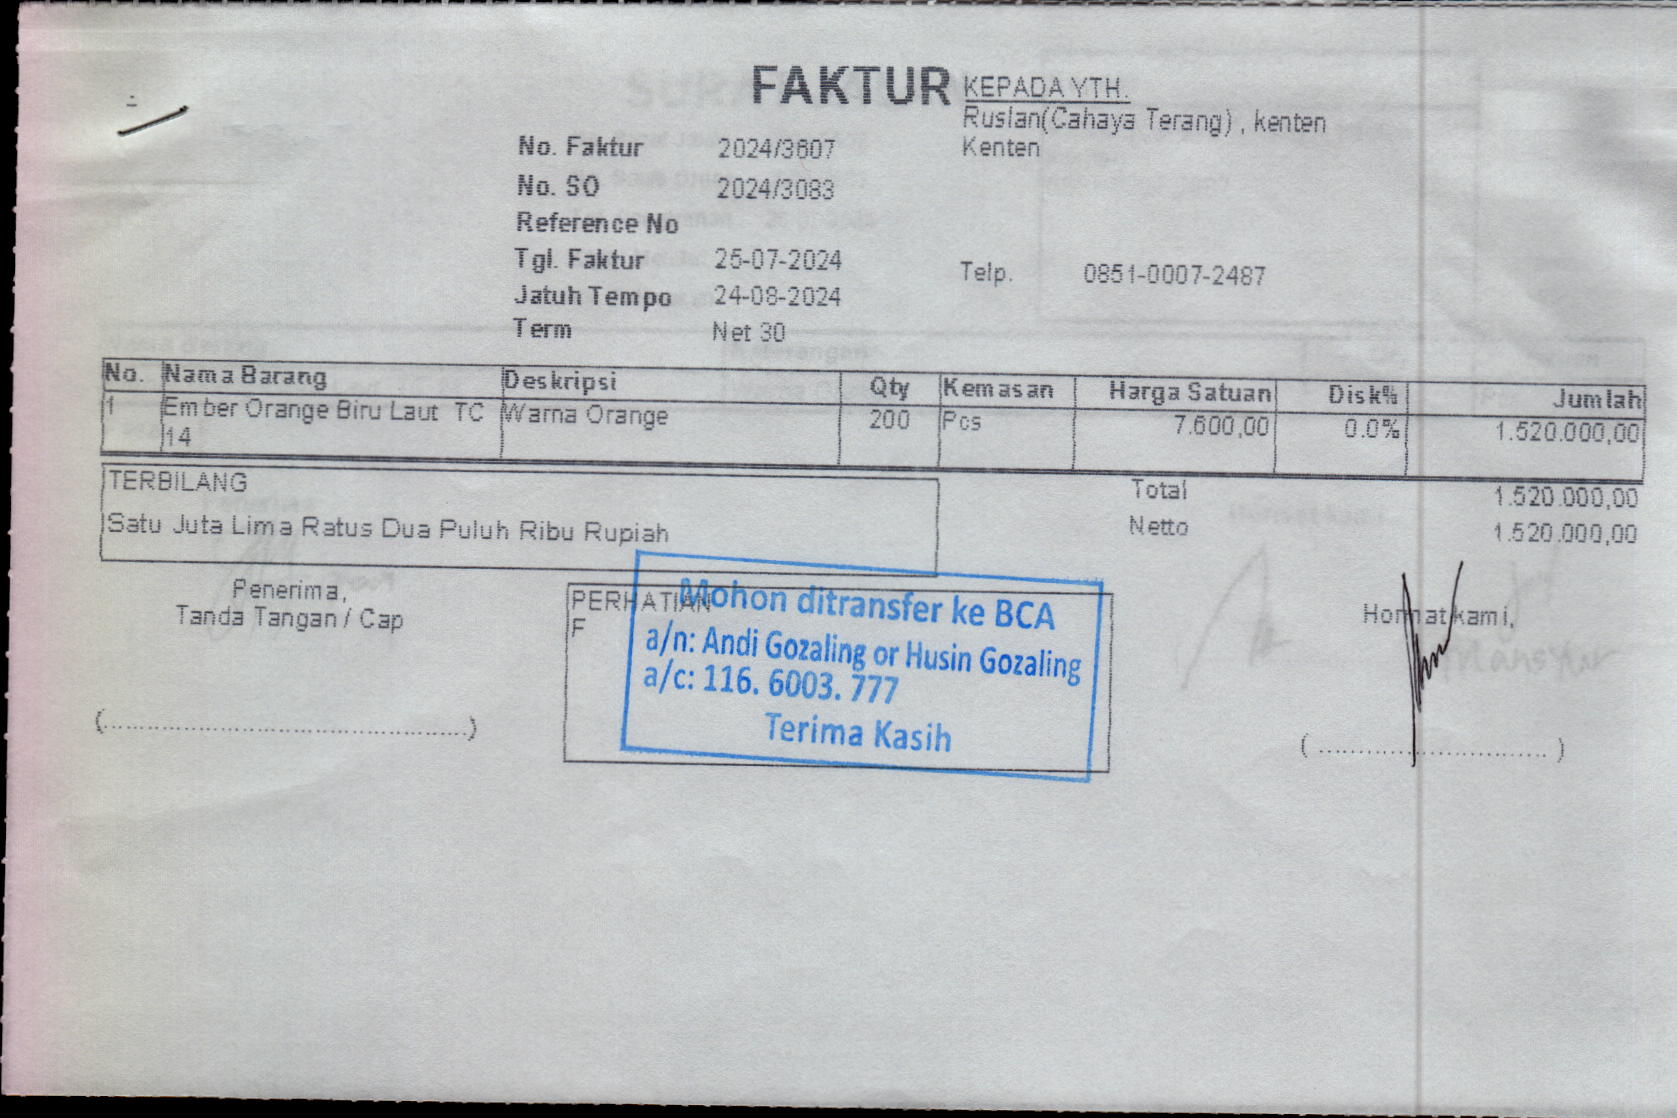 FAKTUR
KEPADA YTH.
Ruslan(Cahaya Terang) , kenten
Kenten
No. Faktur 2024/3607
No. SO 2024/3083
Reference No
Tgl. Faktur 25-07-2024
Telp. 0851-0007-2487
Jatuh Tempo 24-08-2024
Term Net 30
No. Nama Barang Deskripsi Qty Kemasan Harga Satuan Disk% Jumlah
1 Ember Orange Biru Laut TC Warna Orange 200 Pcs 7.600,00 0.0% 1.520.000,00
14
TERBILANG
Total 1.520.000,00
Satu Juta Lima Ratus Dua Puluh Ribu Rupiah
Netto 1.520.000,00
Penerima,
Tanda Tangan / Cap
PERHATIAN
F
Mohon ditransfer ke BCA
a/n: Andi Gozaling or Husin Gozaling
a/c: 116. 6003. 777
Terima Kasih
Hormat kami,
(..............................................)
( ............................. )